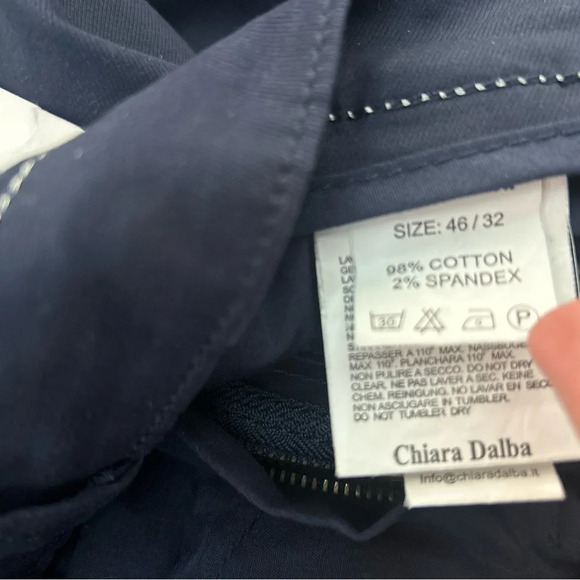 SIZE: 46 / 32
98% COTTON
2% SPANDEX
30 P
REPASSER A 110° MAX. NASSBUGE
MAX 110° PLANCHARA 110° MAX.
NON PULIRE A SECCO. DO NOT DRY
CLEAR. NE PAS LAVER A SEC. KEINE
CHEM. REINIGUNG. NO LAVAR EN SECO
NON ASCIUGARE IN TUMBLER.
DO NOT TUMBLER DRY
Chiara Dalba
Info@chiaradalba.it